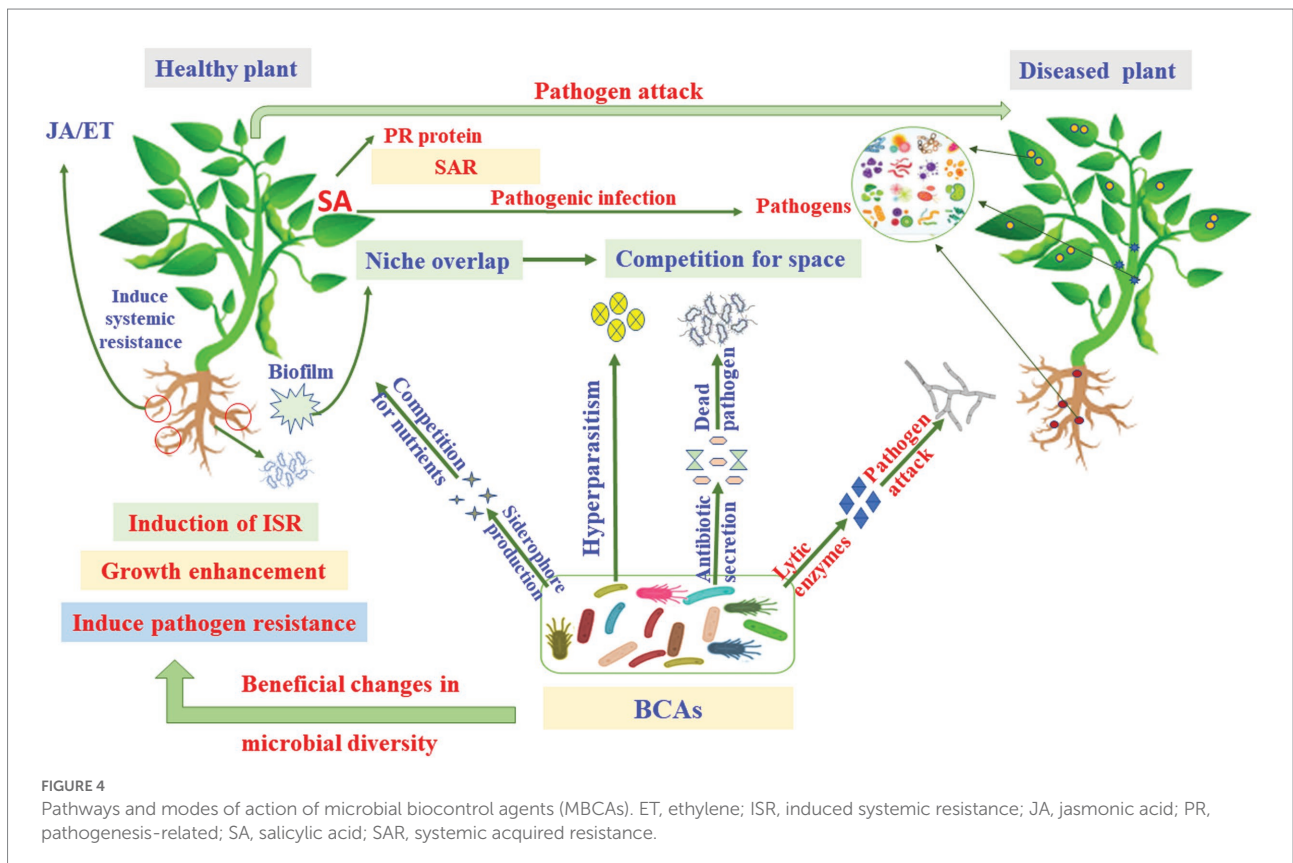 Healthy plant
Diseased plant
Pathogen attack
JA/ET
PR protein
SAR
SA
Pathogenic infection
Pathogens
Niche overlap
Competition for space
Induce
systemic
resistance
Biofilm
Competition
for nutrients
Siderophore
production
Hyperparasitism
Dead
pathogen
Antibiotic
secretion
Pathogen
attack
Lytic
enzymes
Induction of ISR
Growth enhancement
Induce pathogen resistance
Beneficial changes in
microbial diversity
BCAs
FIGURE 4
Pathways and modes of action of microbial biocontrol agents (MBCAs). ET, ethylene; ISR, induced systemic resistance; JA, jasmonic acid; PR,
pathogenesis-related; SA, salicylic acid; SAR, systemic acquired resistance.